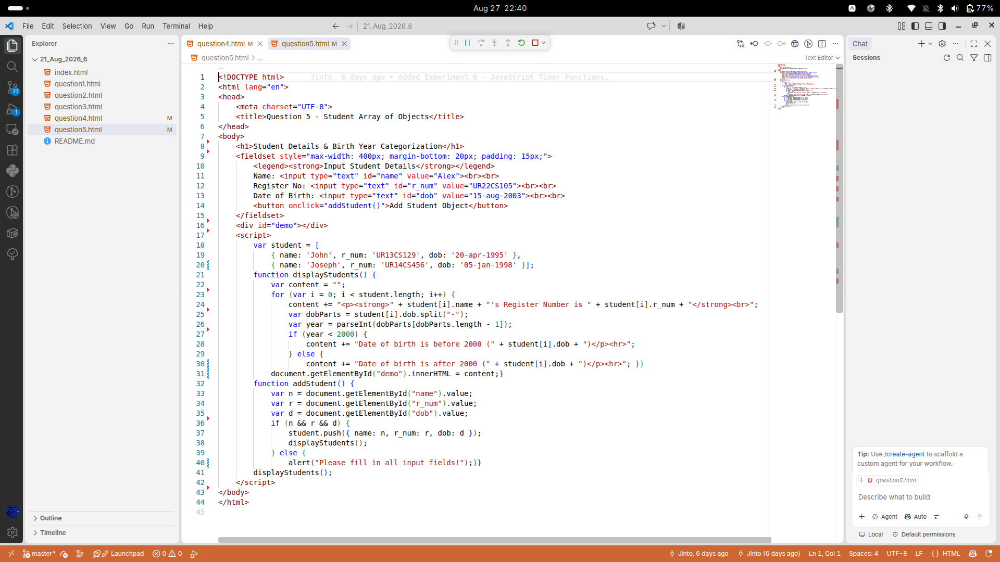 Aug 27 22:40
77%
File Edit Selection View Go Run Terminal Help
21_Aug_2026_6
Explorer
21_Aug_2026_6
index.html
question1.html
question2.html
question3.html
question4.html M
question5.html M
README.md
27
1
Outline
Timeline
question4.html M
question5.html M
question5.html > ...
Text Editor
1 <!DOCTYPE html> Jinto, 6 days ago • Added Experiment 6 - JavaScript Timer Functions…
2 <html lang="en">
3 <head>
4     <meta charset="UTF-8">
5     <title>Question 5 - Student Array of Objects</title>
6 </head>
7 <body>
8     <h1>Student Details & Birth Year Categorization</h1>
9     <fieldset style="max-width: 400px; margin-bottom: 20px; padding: 15px;">
10         <legend><strong>Input Student Details</strong></legend>
11         Name: <input type="text" id="name" value="Alex"><br><br>
12         Register No: <input type="text" id="r_num" value="UR22CS105"><br><br>
13         Date of Birth: <input type="text" id="dob" value="15-aug-2003"><br><br>
14         <button onclick="addStudent()">Add Student Object</button>
15     </fieldset>
16     <div id="demo"></div>
17     <script>
18         var student = [
19             { name: 'John', r_num: 'UR13CS129', dob: '20-apr-1995' },
20             { name: 'Joseph', r_num: 'UR14CS456', dob: '05-jan-1998' }];
21         function displayStudents() {
22             var content = "";
23             for (var i = 0; i < student.length; i++) {
24                 content += "<p><strong>" + student[i].name + "'s Register Number is " + student[i].r_num + "</strong><br>";
25                 var dobParts = student[i].dob.split("-");
26                 var year = parseInt(dobParts[dobParts.length - 1]);
27                 if (year < 2000) {
28                     content += "Date of birth is before 2000 (" + student[i].dob + ")</p><hr>";
29                 } else {
30                     content += "Date of birth is after 2000 (" + student[i].dob + ")</p><hr>"; }}
31             document.getElementById("demo").innerHTML = content;}
32         function addStudent() {
33             var n = document.getElementById("name").value;
34             var r = document.getElementById("r_num").value;
35             var d = document.getElementById("dob").value;
36             if (n && r && d) {
37                 student.push({ name: n, r_num: r, dob: d });
38                 displayStudents();
39             } else {
40                 alert("Please fill in all input fields!");}}
41         displayStudents();
42     </script>
43 </body>
44 </html>
45
Chat
Sessions
Tip: Use /create-agent to scaffold a
custom agent for your workflow.
question5.html
Describe what to build
Agent Auto
Local Default permissions
master* Launchpad 0 0 Jinto, 6 days ago Jinto (6 days ago) Ln 1, Col 1 Spaces: 4 UTF-8 LF { } HTML